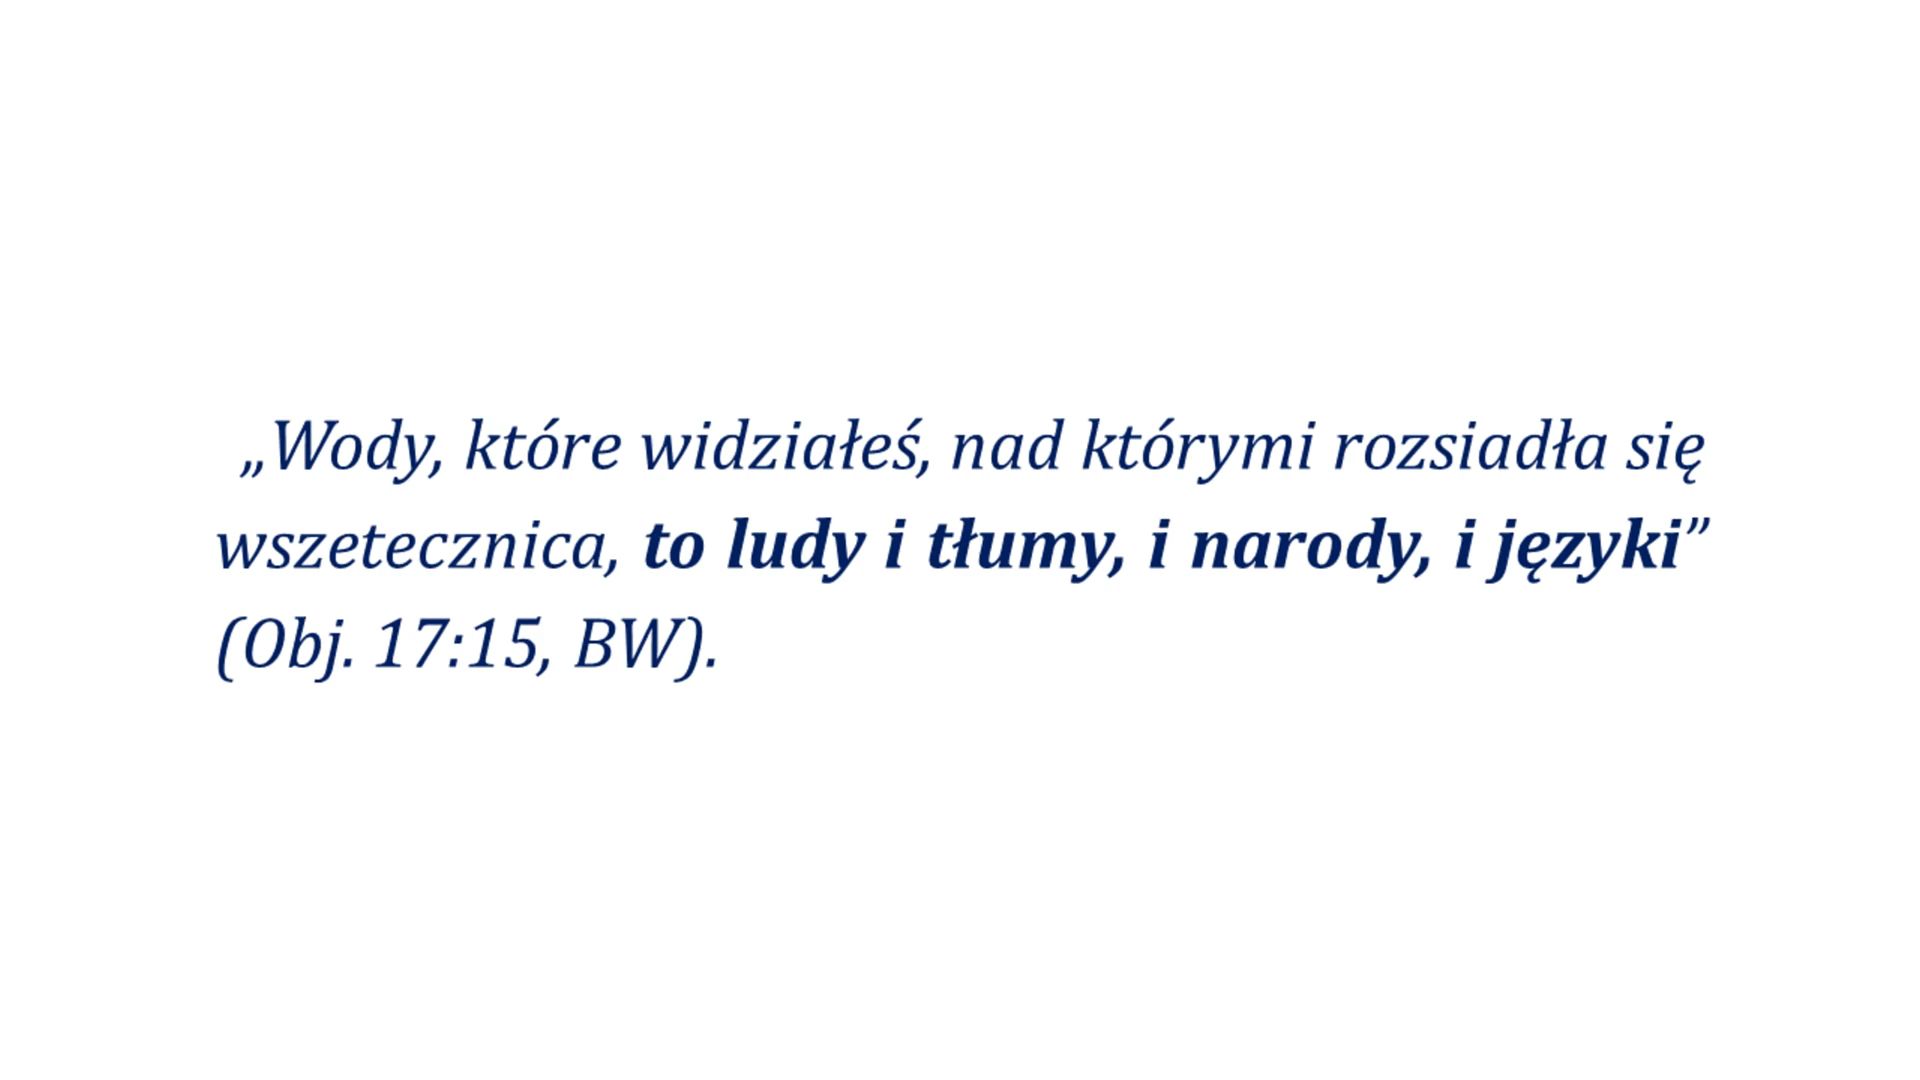 „Wody, które widziałeś, nad którymi rozsiadła się
wszetecznica, to ludy i tłumy, i narody, i języki”
(Obj. 17:15, BW).